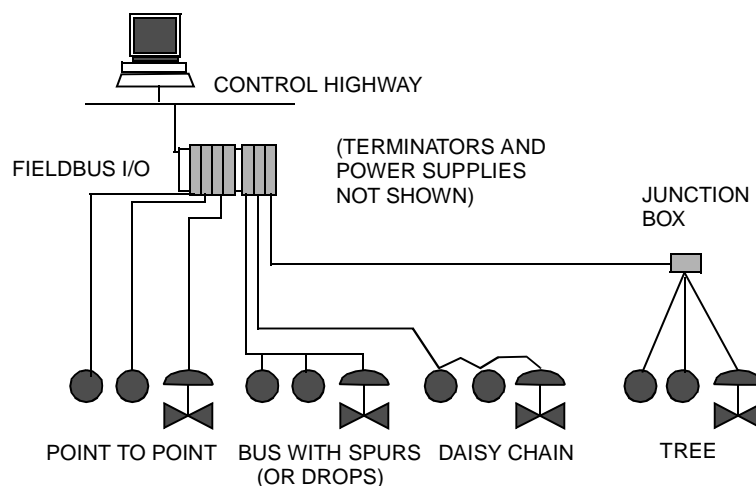 CONTROL HIGHWAY
FIELDBUS I/O
(TERMINATORS AND
POWER SUPPLIES
NOT SHOWN)
JUNCTION
BOX
POINT TO POINT
BUS WITH SPURS
(OR DROPS)
DAISY CHAIN
TREE